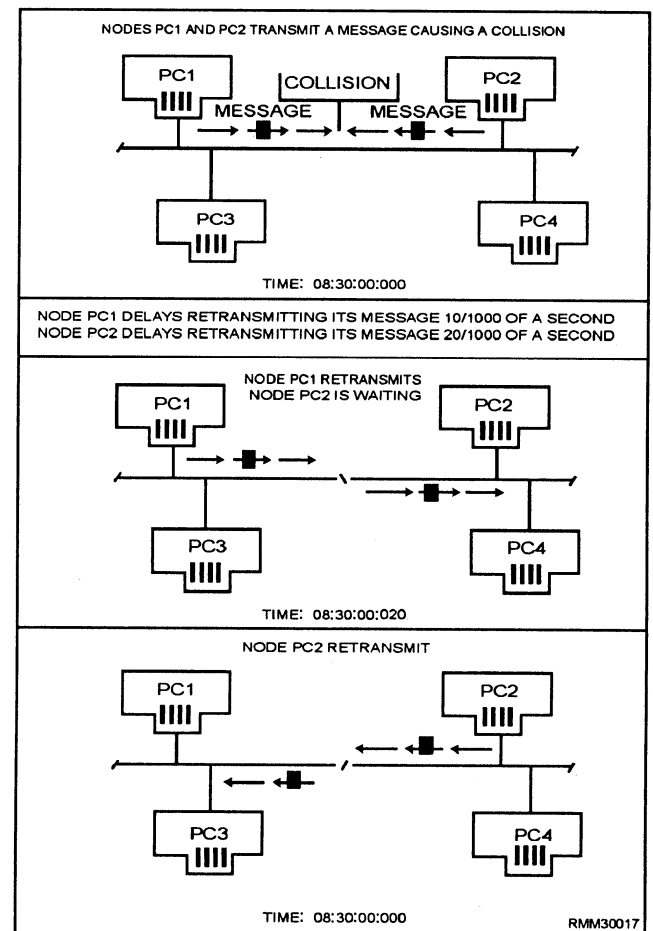 NODES PC1 AND PC2 TRANSMIT A MESSAGE CAUSING A COLLISION
PC1
COLLISION
PC2
MESSAGE
MESSAGE
PC3
PC4
TIME: 08:30:00:000
NODE PC1 DELAYS RETRANSMITTING ITS MESSAGE 10/1000 OF A SECOND
NODE PC2 DELAYS RETRANSMITTING ITS MESSAGE 20/1000 OF A SECOND
NODE PC1 RETRANSMITS
NODE PC2 IS WAITING
PC1
PC2
PC3
PC4
TIME: 08:30:00:020
NODE PC2 RETRANSMIT
PC1
PC2
PC3
PC4
TIME: 08:30:00:000
RMM30017